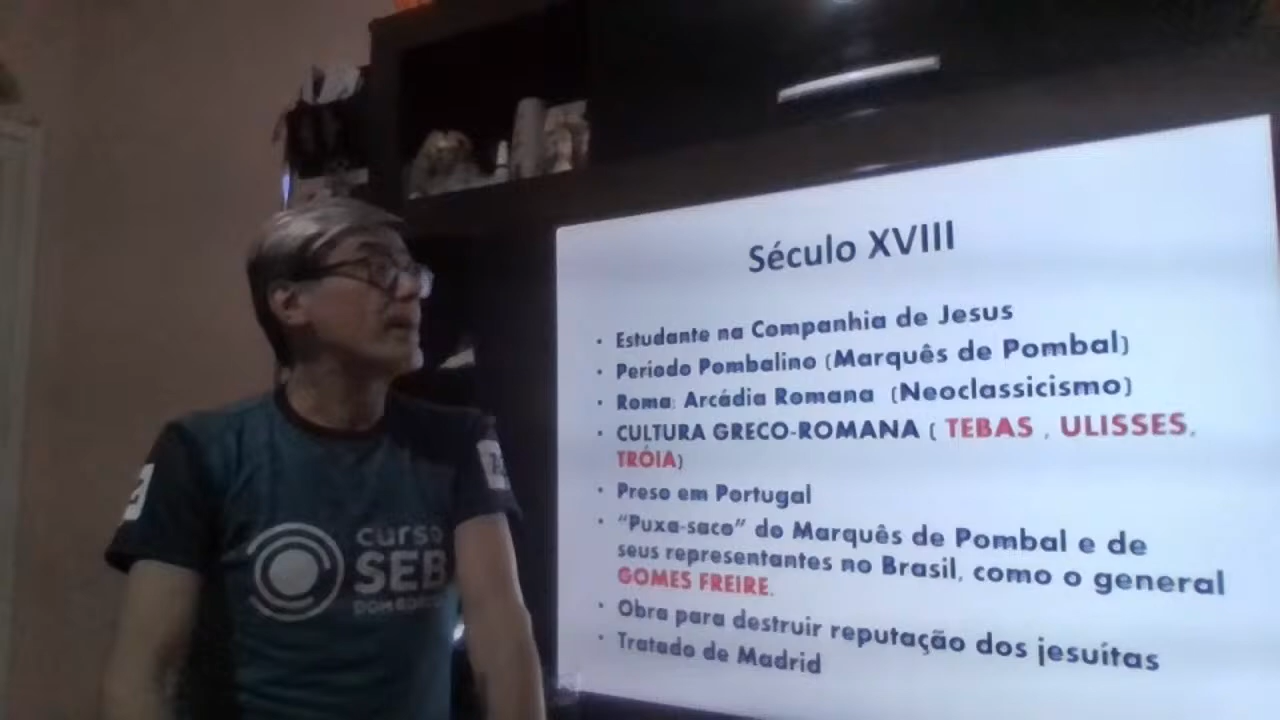 Século XVIII
• Estudante na Companhia de Jesus
• Período Pombalino (Marquês de Pombal)
• Roma: Arcádia Romana (Neoclassicismo)
• CULTURA GRECO-ROMANA ( TEBAS , ULISSES,
TRÓIA)
• Preso em Portugal
• “Puxa-saco” do Marquês de Pombal e de
seus representantes no Brasil, como o general
GOMES FREIRE.
• Obra para destruir reputação dos jesuítas
• Tratado de Madrid
curso
SEB